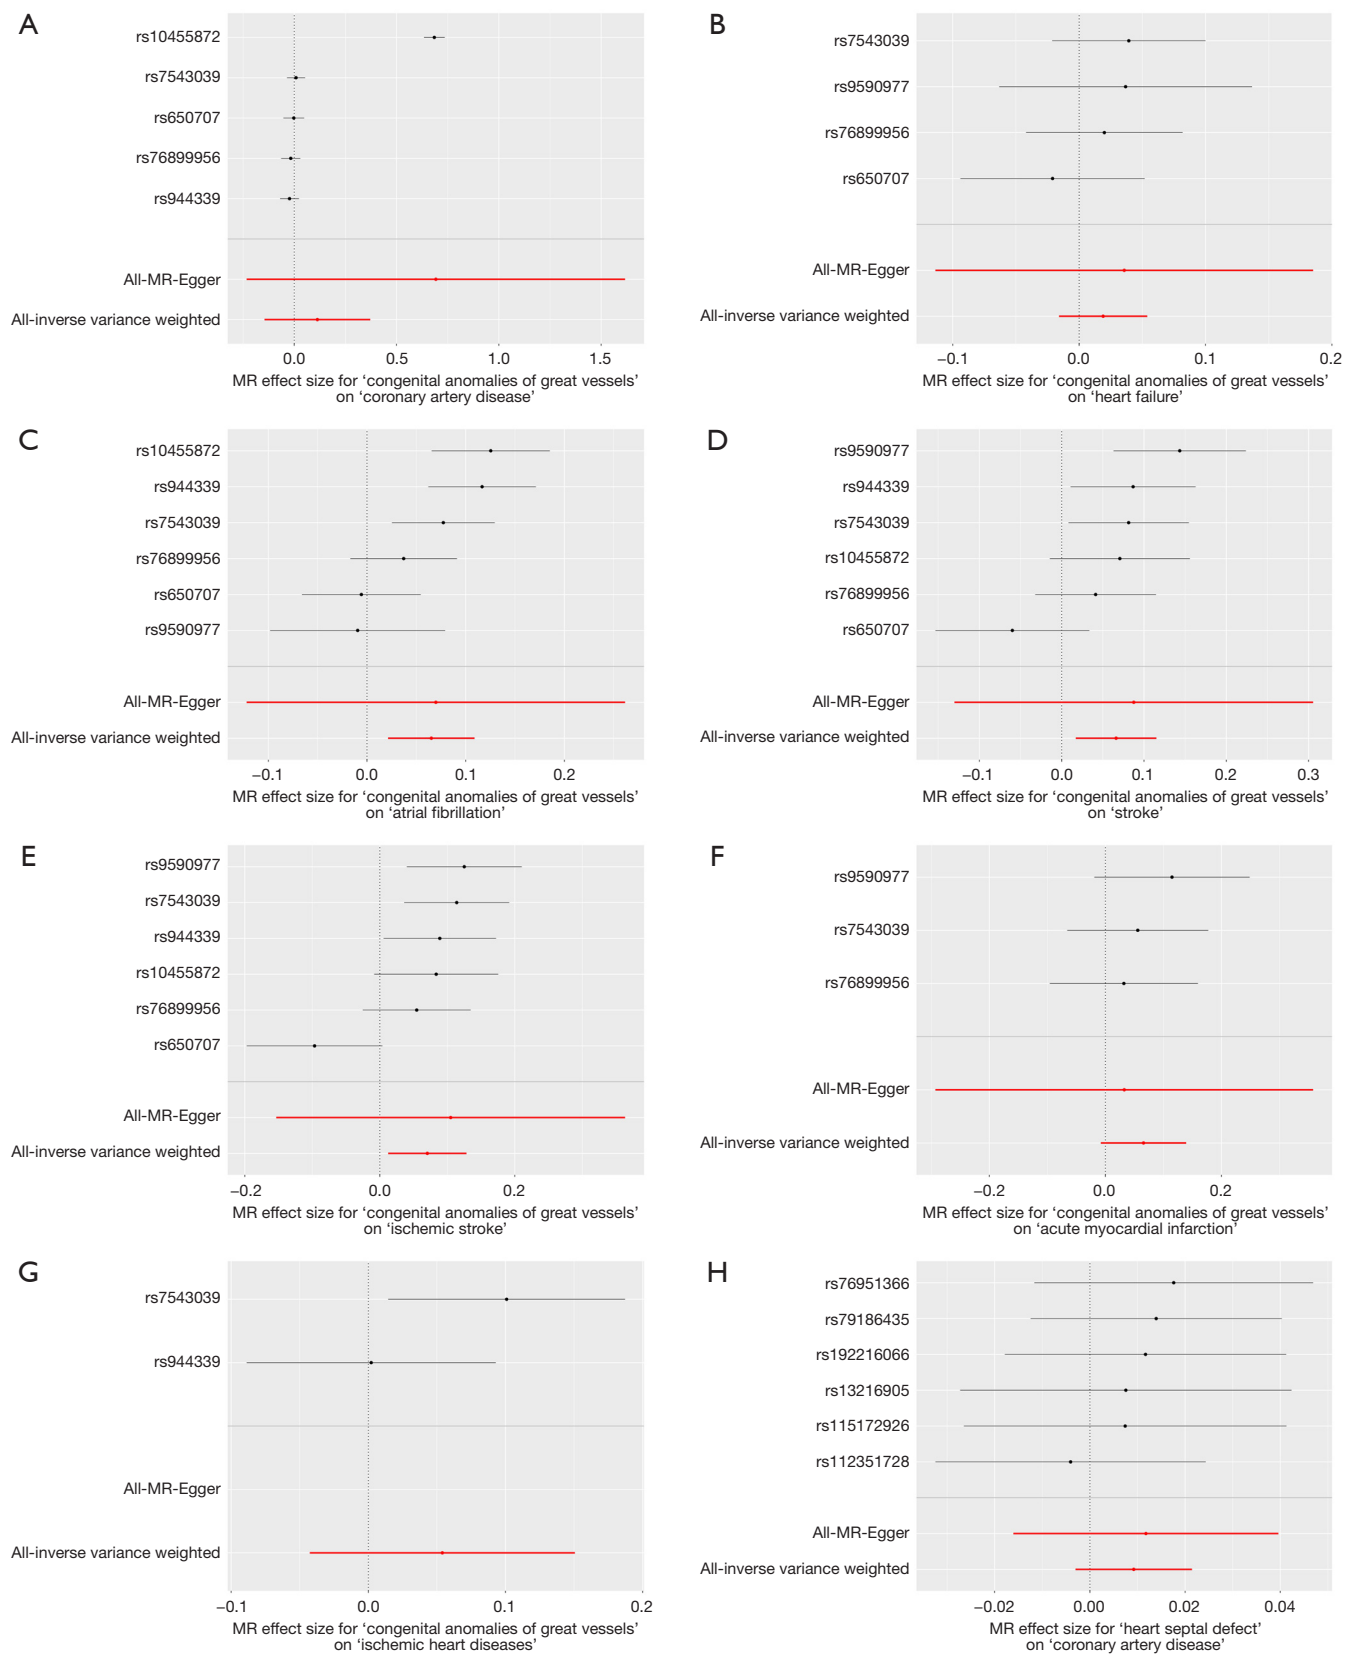 A
rs10455872
rs7543039
rs650707
rs76899956
rs944339
All-MR-Egger
All-inverse variance weighted
0.0 0.5 1.0 1.5
MR effect size for ‘congenital anomalies of great vessels’
on ‘coronary artery disease’
B
rs7543039
rs9590977
rs76899956
rs650707
All-MR-Egger
All-inverse variance weighted
−0.1 0.0 0.1 0.2
MR effect size for ‘congenital anomalies of great vessels’
on ‘heart failure’
C
rs10455872
rs944339
rs7543039
rs76899956
rs650707
rs9590977
All-MR-Egger
All-inverse variance weighted
−0.1 0.0 0.1 0.2
MR effect size for ‘congenital anomalies of great vessels’
on ‘atrial fibrillation’
D
rs9590977
rs944339
rs7543039
rs10455872
rs76899956
rs650707
All-MR-Egger
All-inverse variance weighted
−0.1 0.0 0.1 0.2 0.3
MR effect size for ‘congenital anomalies of great vessels’
on ‘stroke’
E
rs9590977
rs7543039
rs944339
rs10455872
rs76899956
rs650707
All-MR-Egger
All-inverse variance weighted
−0.2 0.0 0.2
MR effect size for ‘congenital anomalies of great vessels’
on ‘ischemic stroke’
F
rs9590977
rs7543039
rs76899956
All-MR-Egger
All-inverse variance weighted
−0.2 0.0 0.2
MR effect size for ‘congenital anomalies of great vessels’
on ‘acute myocardial infarction’
G
rs7543039
rs944339
All-MR-Egger
All-inverse variance weighted
−0.1 0.0 0.1 0.2
MR effect size for ‘congenital anomalies of great vessels’
on ‘ischemic heart diseases’
H
rs76951366
rs79186435
rs192216066
rs13216905
rs115172926
rs112351728
All-MR-Egger
All-inverse variance weighted
−0.02 0.00 0.02 0.04
MR effect size for ‘heart septal defect’
on ‘coronary artery disease’